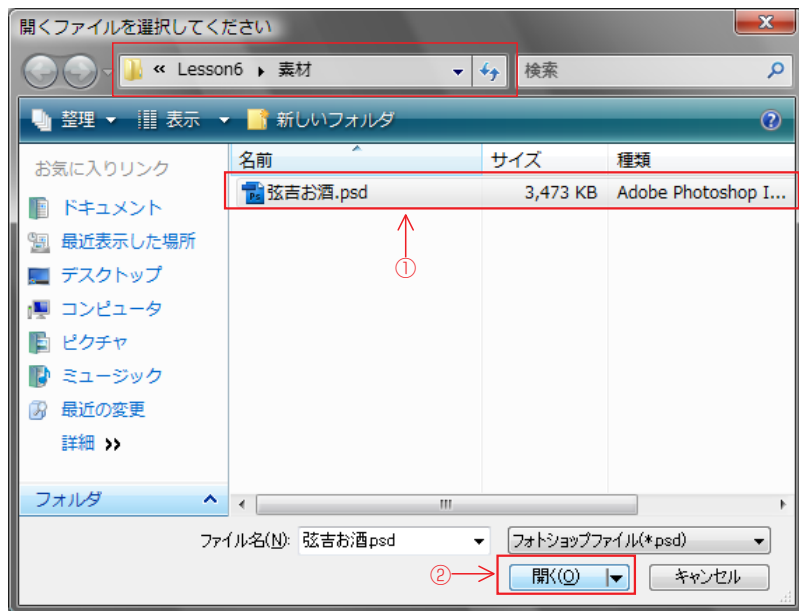 開くファイルを選択してください
« Lesson6 ▸ 素材
検索
整理 表示 新しいフォルダ
お気に入りリンク
ドキュメント
最近表示した場所
デスクトップ
コンピュータ
ピクチャ
ミュージック
最近の変更
詳細 »
フォルダ
名前 サイズ 種類
弦吉お酒.psd 3,473 KB Adobe Photoshop I...
①
ファイル名(N): 弦吉お酒.psd フォトショップファイル(*.psd)
② 開く(O) キャンセル